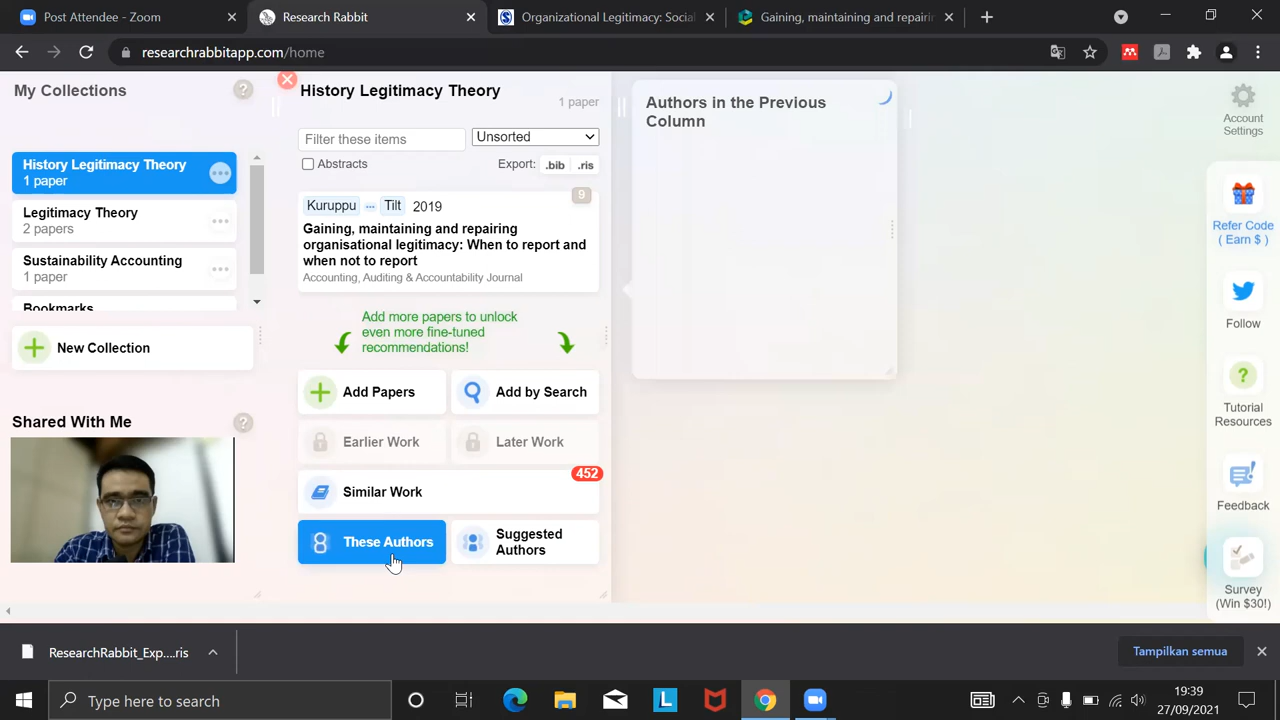 Post Attendee - Zoom
Research Rabbit
Organizational Legitimacy: Social
Gaining, maintaining and repairin
researchrabbitapp.com/home
My Collections
?
History Legitimacy Theory
1 paper
Legitimacy Theory
2 papers
Sustainability Accounting
1 paper
Bookmarks
New Collection
Shared With Me
?
History Legitimacy Theory
1 paper
Filter these items
Unsorted
Abstracts
Export:
.bib
.ris
9
Kuruppu
Tilt
2019
Gaining, maintaining and repairing
organisational legitimacy: When to report and
when not to report
Accounting, Auditing & Accountability Journal
Add more papers to unlock
even more fine-tuned
recommendations!
Add Papers
Add by Search
Earlier Work
Later Work
452
Similar Work
These Authors
Suggested
Authors
Authors in the Previous
Column
Account
Settings
Refer Code
( Earn $ )
Follow
?
Tutorial
Resources
Feedback
Survey
(Win $30!)
ResearchRabbit_Exp....ris
Tampilkan semua
Type here to search
L
19:39
27/09/2021